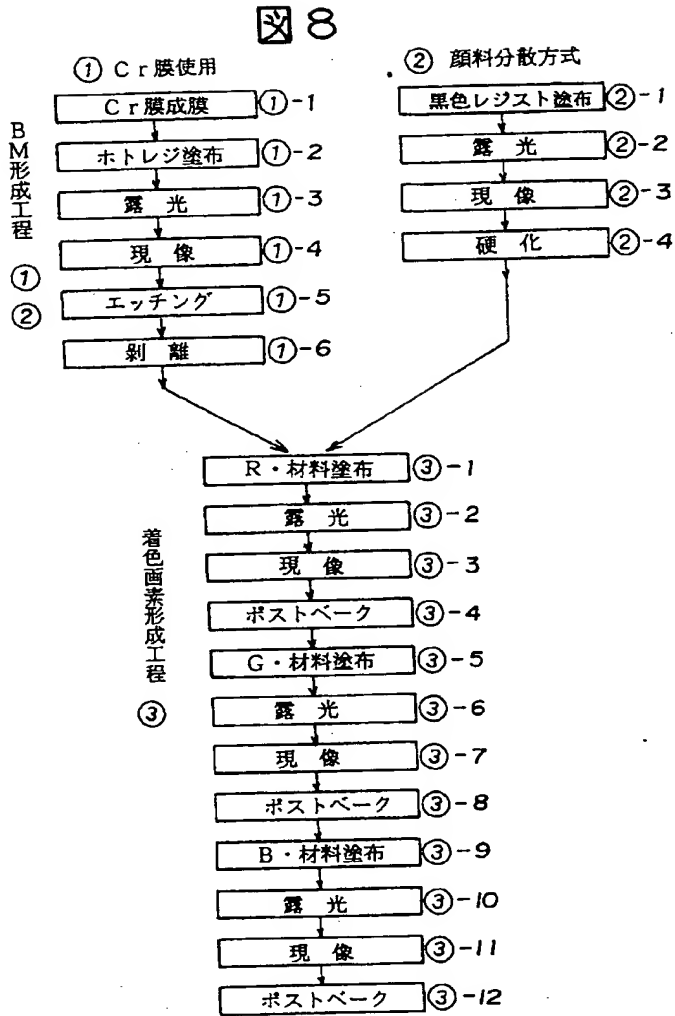 図8
① Cr膜使用
Cr膜成膜 ①-1
ホトレジ塗布 ①-2
露光 ①-3
現像 ①-4
エッチング ①-5
剝離 ①-6
BM形成工程
①
②
② 顔料分散方式
黒色レジスト塗布 ②-1
露光 ②-2
現像 ②-3
硬化 ②-4
着色画素形成工程
③
R・材料塗布 ③-1
露光 ③-2
現像 ③-3
ポストベーク ③-4
G・材料塗布 ③-5
露光 ③-6
現像 ③-7
ポストベーク ③-8
B・材料塗布 ③-9
露光 ③-10
現像 ③-11
ポストベーク ③-12